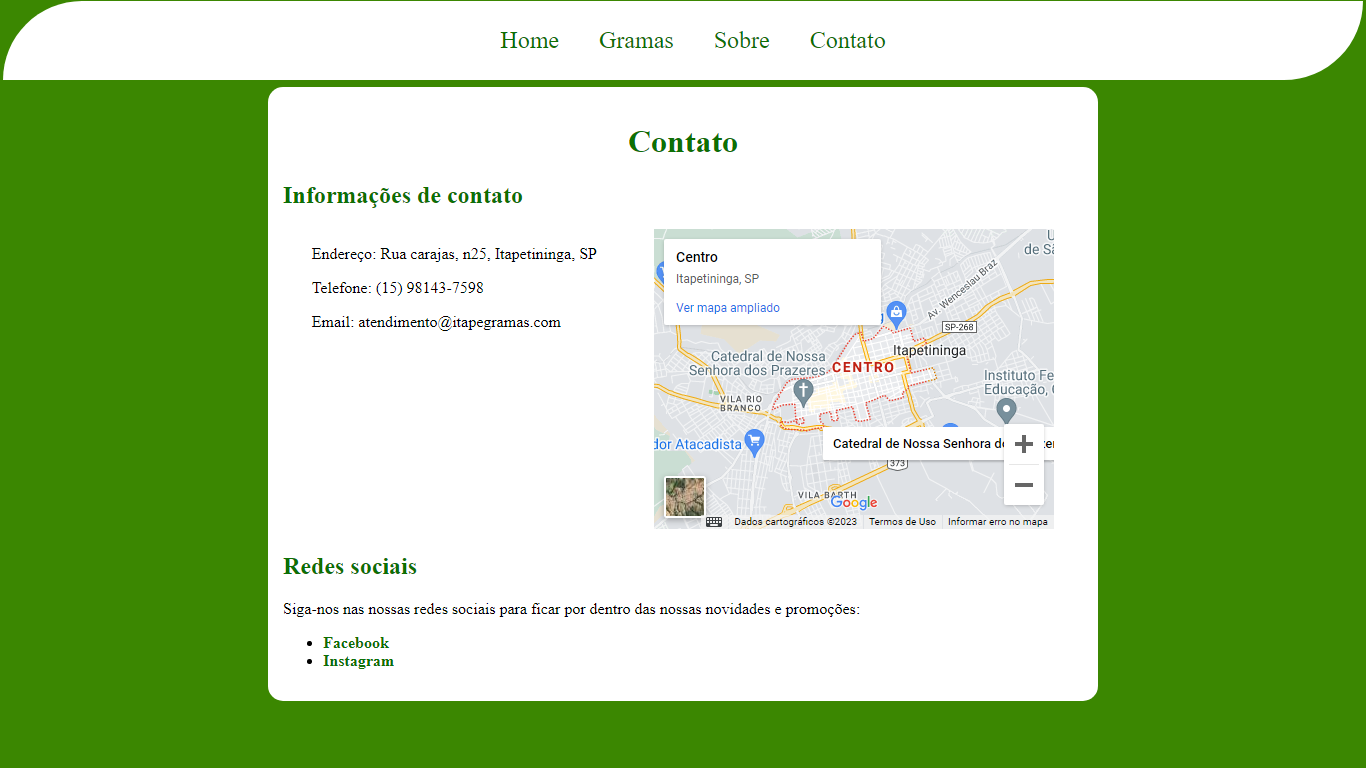 Home Gramas Sobre Contato
Contato
Informações de contato
Endereço: Rua carajas, n25, Itapetininga, SP
Telefone: (15) 98143-7598
Email: atendimento@itapegramas.com
Centro
Itapetininga, SP
Ver mapa ampliado
de Sã
Av. Wenceslau Braz
SP-268
Itapetininga
Catedral de Nossa
Senhora dos Prazeres
CENTRO
Instituto Fe
Educação, C
VILA RIO
BRANCO
dor Atacadista
Catedral de Nossa Senhora d
373
VILA BARTH
Google
Dados cartográficos ©2023 Termos de Uso Informar erro no mapa
Redes sociais
Siga-nos nas nossas redes sociais para ficar por dentro das nossas novidades e promoções:
Facebook
Instagram